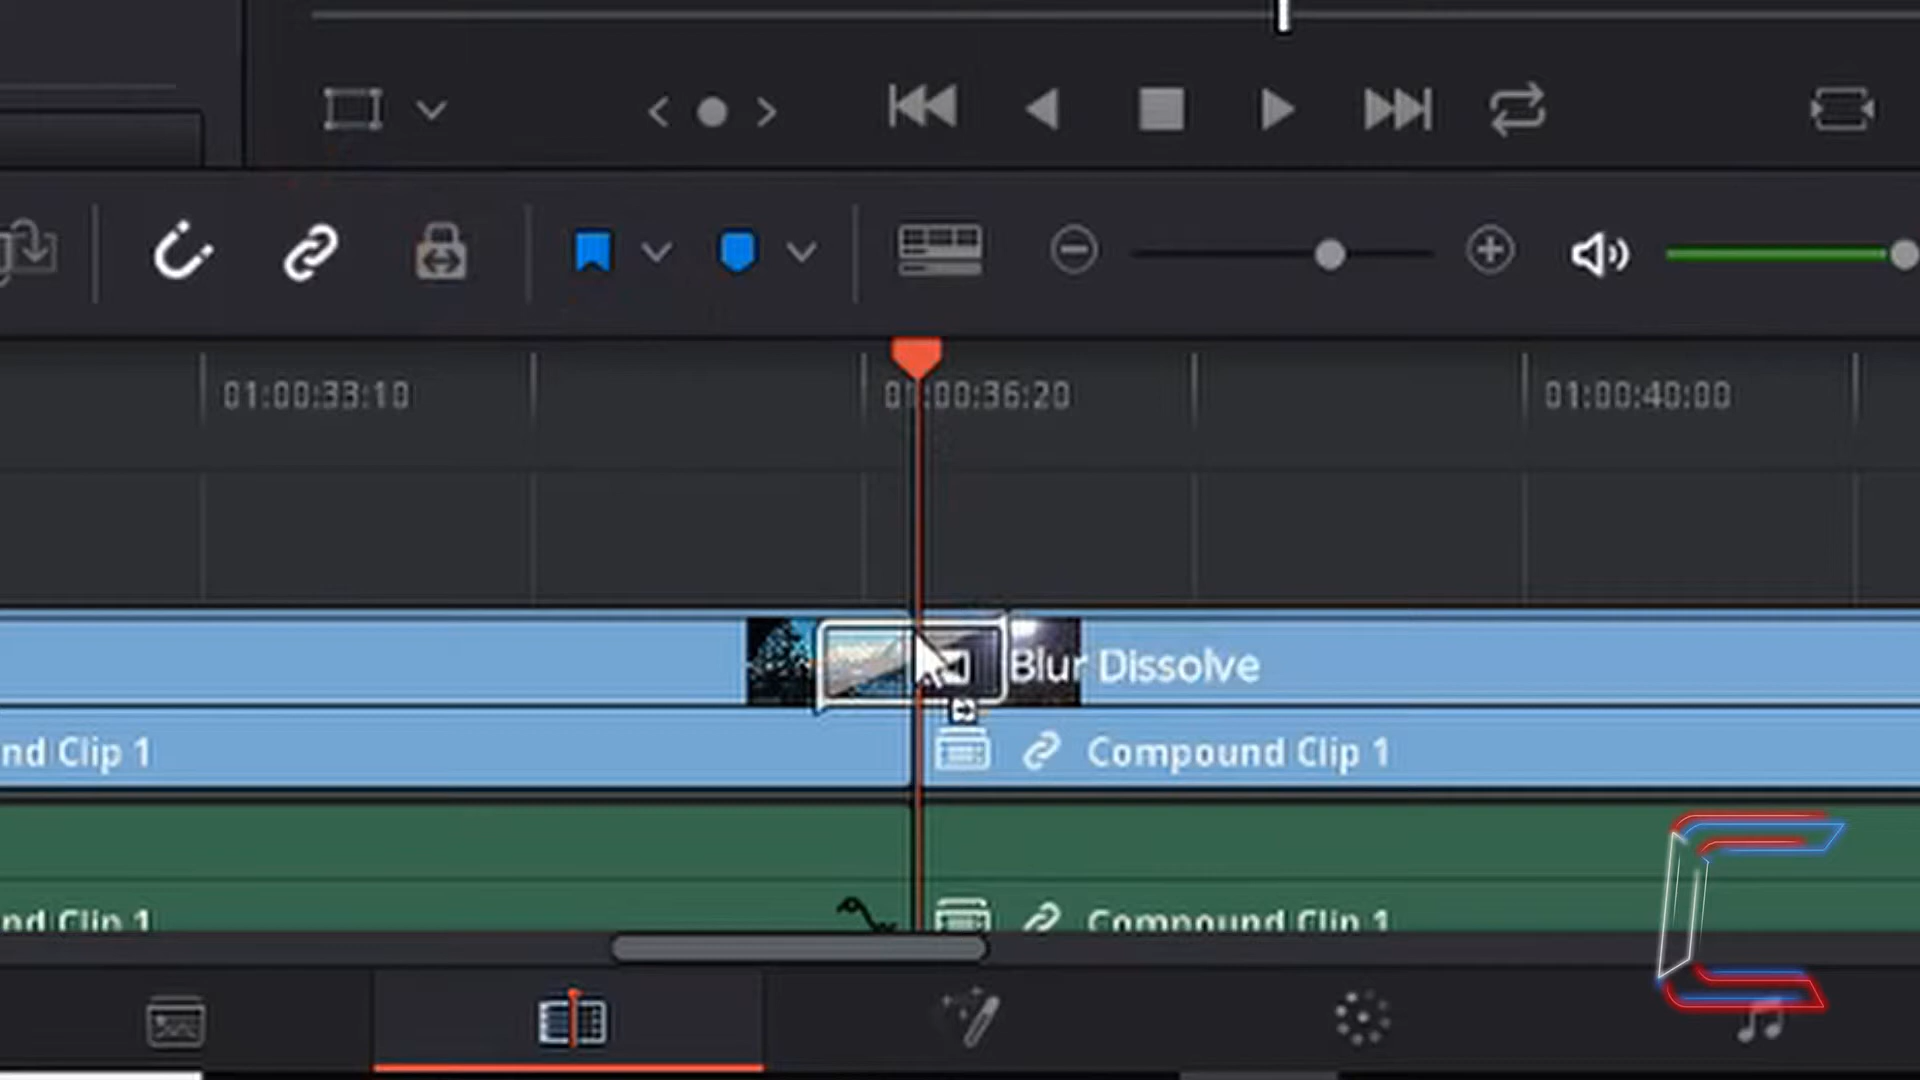 01:00:33:10
01:00:36:20
01:00:40:00
Blur Dissolve
nd Clip 1
Compound Clip 1
nd Clip 1
Compound Clip 1